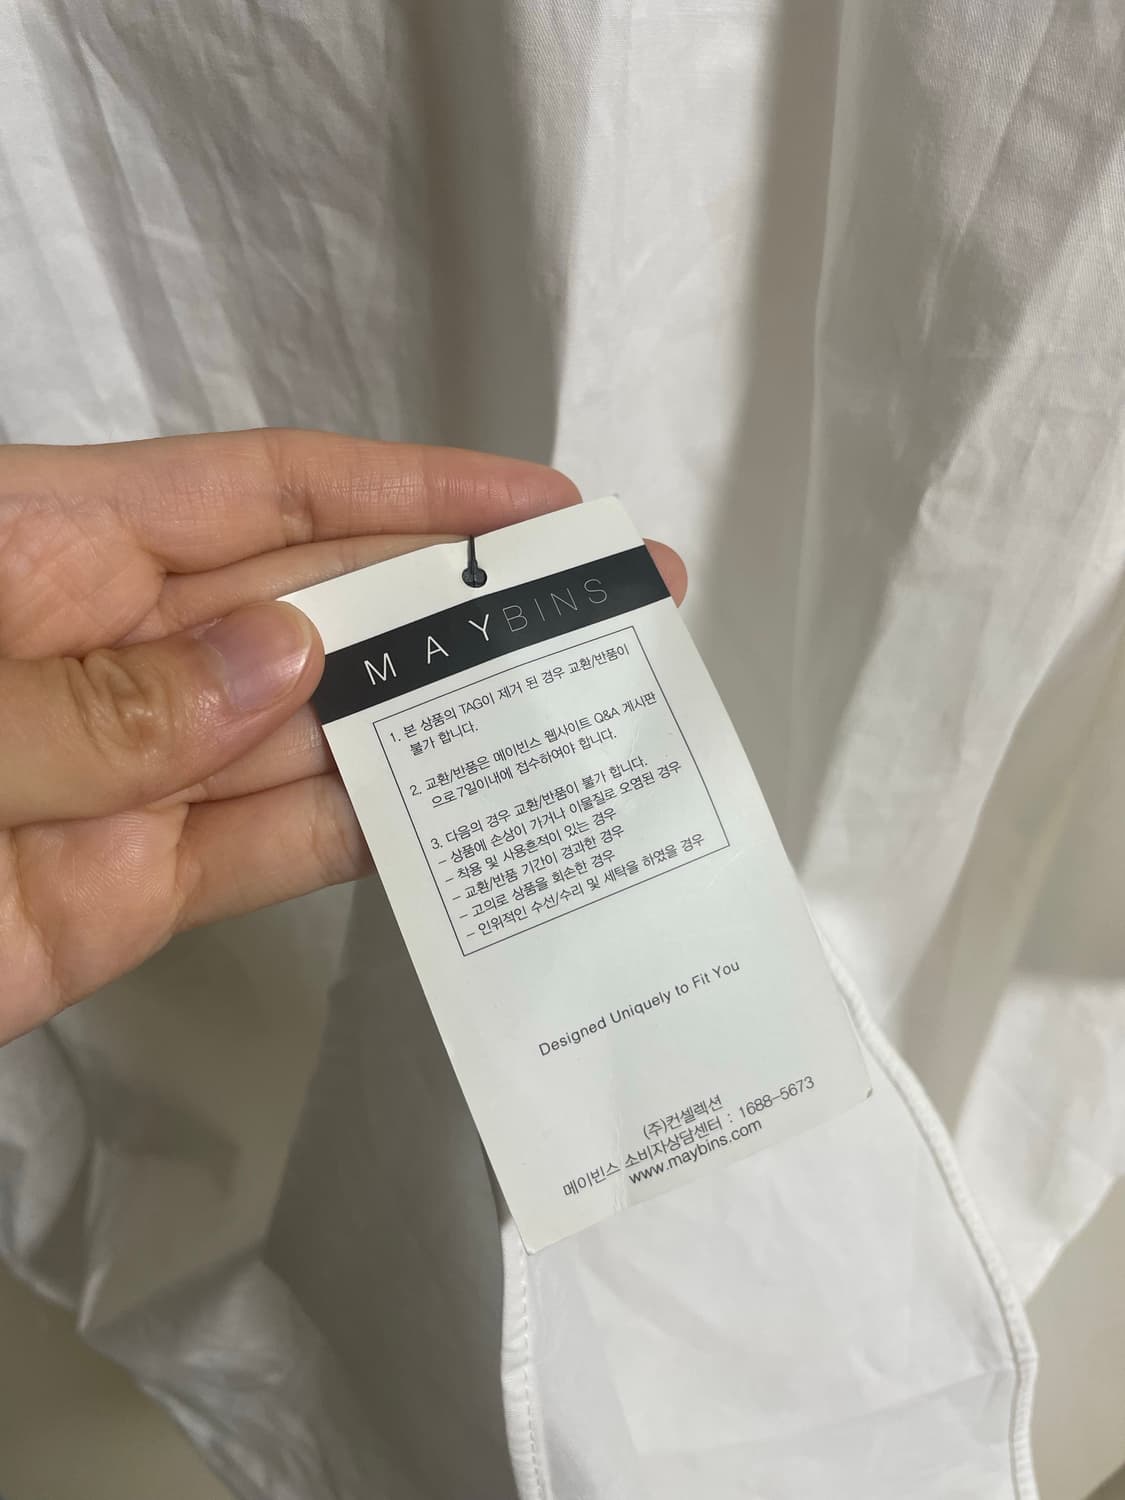 MAYBINS
1. 본 상품의 TAG이 제거 된 경우 교환/반품이
불가 합니다.
2. 교환/반품은 메이빈스 웹사이트 Q&A 게시판
으로 7일이내에 접수하여야 합니다.
3. 다음의 경우 교환/반품이 불가 합니다.
- 상품에 손상이 가거나 이물질로 오염된 경우
- 착용 및 사용흔적이 있는 경우
- 교환/반품 기간이 경과한 경우
- 고의로 상품을 회손한 경우
- 인위적인 수선/수리 및 세탁을 하였을 경우
Designed Uniquely to Fit You
(주)컨셀렉션
메이빈스 소비자상담센터 : 1688-5673
www.maybins.com